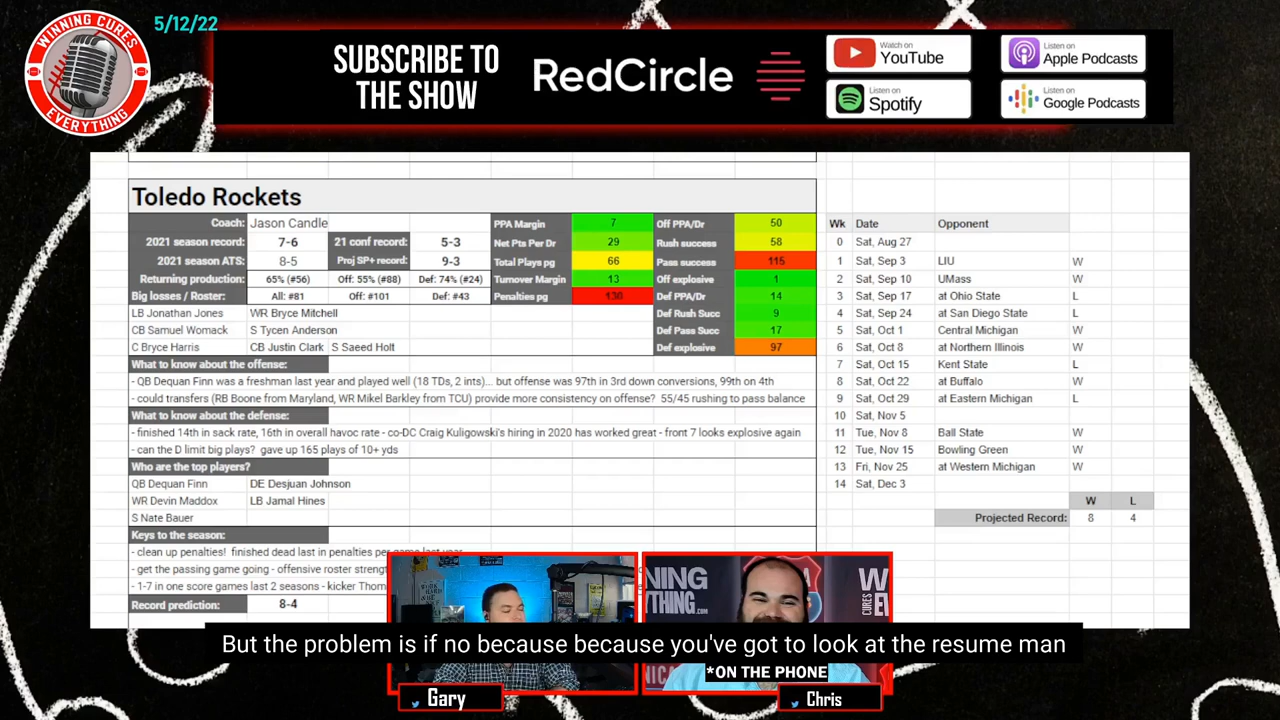 5/12/22
WINNING CURES
EVERYTHING
SUBSCRIBE TO
THE SHOW
RedCircle
Watch on
YouTube
Listen on
Apple Podcasts
Listen on
Spotify
Listen on
Google Podcasts
Toledo Rockets
Coach: Jason Candle
2021 season record: 7-6 21 conf record: 5-3
2021 season ATS: 8-5 Proj SP+ record: 9-3
Returning production: 65% (#56) Off: 55% (#88) Def: 74% (#24)
Big losses / Roster: All: #81 Off: #101 Def: #43
LB Jonathan Jones WR Bryce Mitchell
CB Samuel Womack S Tycen Anderson
C Bryce Harris CB Justin Clark S Saeed Holt
PPA Margin 7 Off PPA/Dr 50
Net Pts Per Dr 29 Rush success 58
Total Plays pg 66 Pass success 115
Turnover Margin 13 Off explosive 1
Penalties pg 130 Def PPA/Dr 14
Def Rush Succ 9
Def Pass Succ 17
Def explosive 97
What to know about the offense:
- QB Dequan Finn was a freshman last year and played well (18 TDs, 2 ints)... but offense was 97th in 3rd down conversions, 99th on 4th
- could transfers (RB Boone from Maryland, WR Mikel Barkley from TCU) provide more consistency on offense? 55/45 rushing to pass balance
What to know about the defense:
- finished 14th in sack rate, 16th in overall havoc rate - co-DC Craig Kuligowski's hiring in 2020 has worked great - front 7 looks explosive again
- can the D limit big plays? gave up 165 plays of 10+ yds
Who are the top players?
QB Dequan Finn DE Desjuan Johnson
WR Devin Maddox LB Jamal Hines
S Nate Bauer
Keys to the season:
- clean up penalties! finished dead last in penalties per game last year
- get the passing game going - offensive roster strengt
- 1-7 in one score games last 2 seasons - kicker Thom
Record prediction: 8-4
Wk Date Opponent
0 Sat, Aug 27
1 Sat, Sep 3 LIU W
2 Sat, Sep 10 UMass W
3 Sat, Sep 17 at Ohio State L
4 Sat, Sep 24 at San Diego State L
5 Sat, Oct 1 Central Michigan W
6 Sat, Oct 8 at Northern Illinois W
7 Sat, Oct 15 Kent State L
8 Sat, Oct 22 at Buffalo W
9 Sat, Oct 29 at Eastern Michigan L
10 Sat, Nov 5
11 Tue, Nov 8 Ball State W
12 Tue, Nov 15 Bowling Green W
13 Fri, Nov 25 at Western Michigan W
14 Sat, Dec 3
W L
Projected Record: 8 4
But the problem is if no because because you've got to look at the resume man
*ON THE PHONE
Gary
Chris